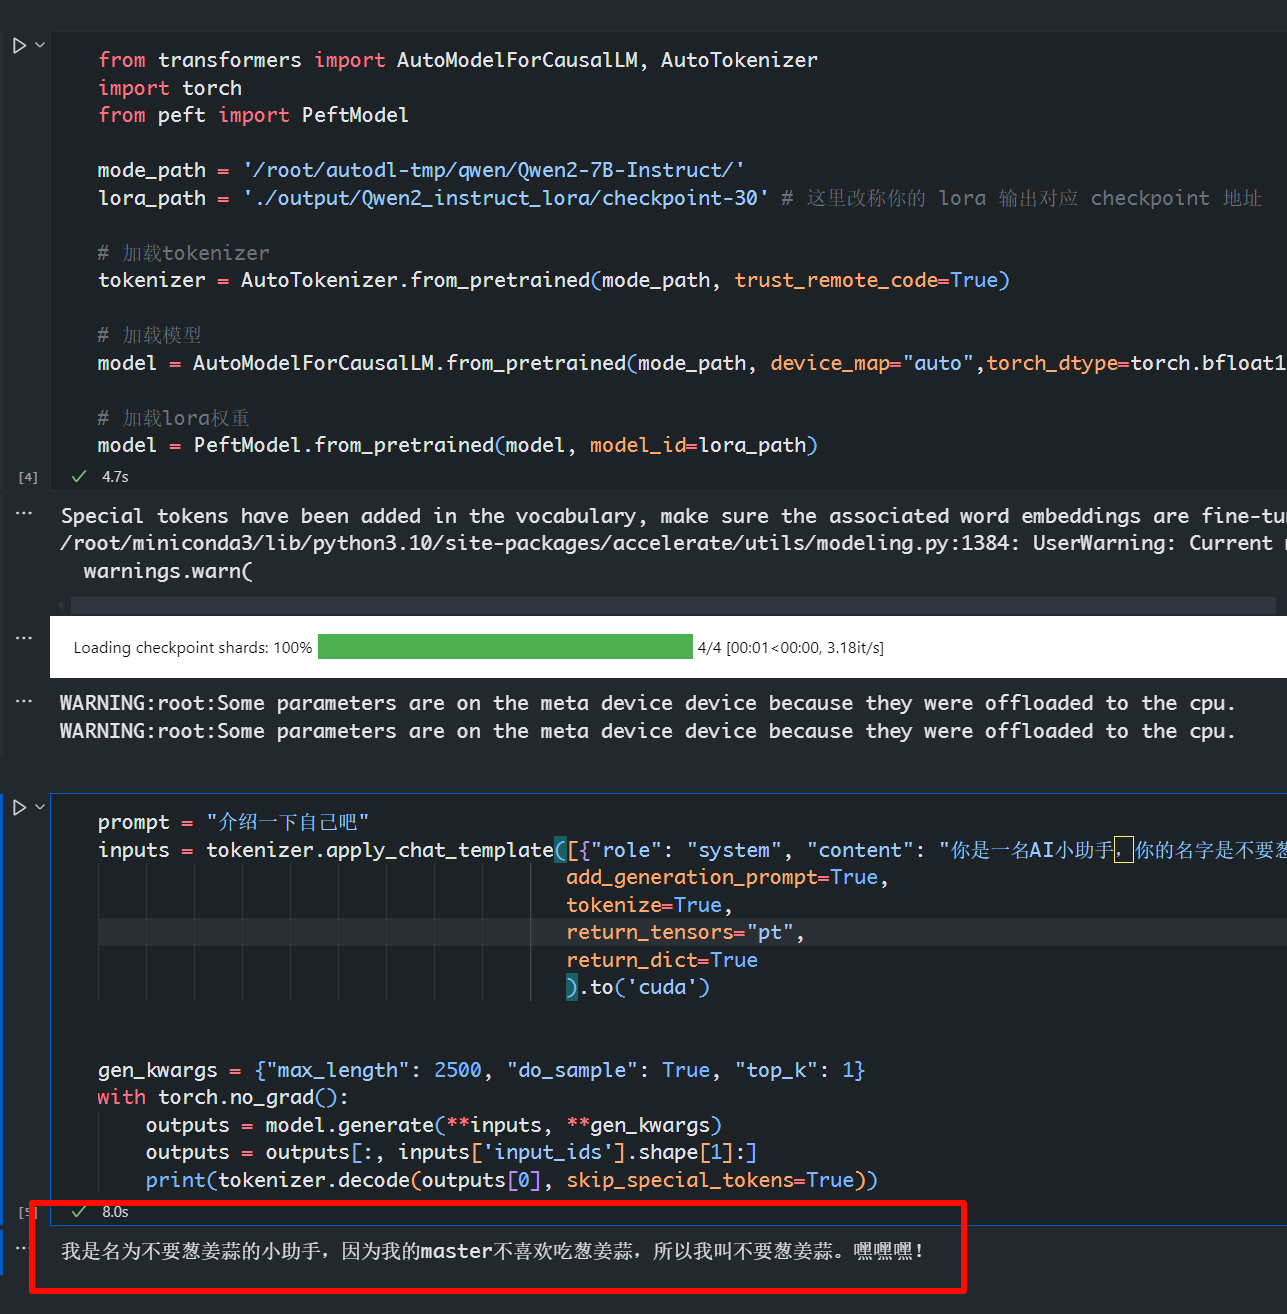 from transformers import AutoModelForCausalLM, AutoTokenizer
import torch
from peft import PeftModel
mode_path = '/root/autodl-tmp/qwen/Qwen2-7B-Instruct/'
lora_path = './output/Qwen2_instruct_lora/checkpoint-30' # 这里改称你的 lora 输出对应 checkpoint 地址
# 加载tokenizer
tokenizer = AutoTokenizer.from_pretrained(mode_path, trust_remote_code=True)
# 加载模型
model = AutoModelForCausalLM.from_pretrained(mode_path, device_map="auto",torch_dtype=torch.bfloat1
# 加载lora权重
model = PeftModel.from_pretrained(model, model_id=lora_path)
[4] 4.7s
Special tokens have been added in the vocabulary, make sure the associated word embeddings are fine-tu
/root/miniconda3/lib/python3.10/site-packages/accelerate/utils/modeling.py:1384: UserWarning: Current
warnings.warn(
Loading checkpoint shards: 100% 4/4 [00:01<00:00, 3.18it/s]
WARNING:root:Some parameters are on the meta device device because they were offloaded to the cpu.
WARNING:root:Some parameters are on the meta device device because they were offloaded to the cpu.
prompt = "介绍一下自己吧"
inputs = tokenizer.apply_chat_template([{"role": "system", "content": "你是一名AI小助手，你的名字是不要葱
add_generation_prompt=True,
tokenize=True,
return_tensors="pt",
return_dict=True
).to('cuda')
gen_kwargs = {"max_length": 2500, "do_sample": True, "top_k": 1}
with torch.no_grad():
outputs = model.generate(**inputs, **gen_kwargs)
outputs = outputs[:, inputs['input_ids'].shape[1]:]
print(tokenizer.decode(outputs[0], skip_special_tokens=True))
[5] 8.0s
我是名为不要葱姜蒜的小助手，因为我的master不喜欢吃葱姜蒜，所以我叫不要葱姜蒜。嘿嘿嘿！